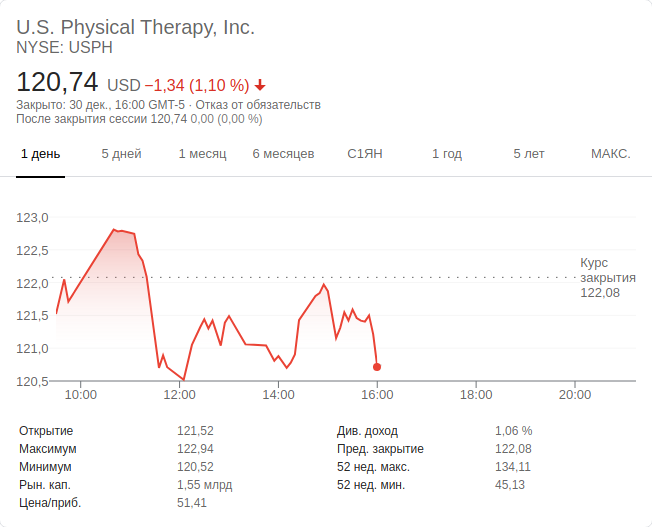 U.S. Physical Therapy, Inc.
NYSE: USPH
120,74 USD −1,34 (1,10 %)
Закрыто: 30 дек., 16:00 GMT-5 · Отказ от обязательств
После закрытия сессии 120,74 0,00 (0,00 %)
1 день 5 дней 1 месяц 6 месяцев С1ЯН 1 год 5 лет МАКС.
123,0
122,5
122,0
121,5
121,0
120,5
Курс
закрытия
122,08
10:00 12:00 14:00 16:00 18:00 20:00
Открытие 121,52
Максимум 122,94
Минимум 120,52
Рын. кап. 1,55 млрд
Цена/приб. 51,41
Див. доход 1,06 %
Пред. закрытие 122,08
52 нед. макс. 134,11
52 нед. мин. 45,13